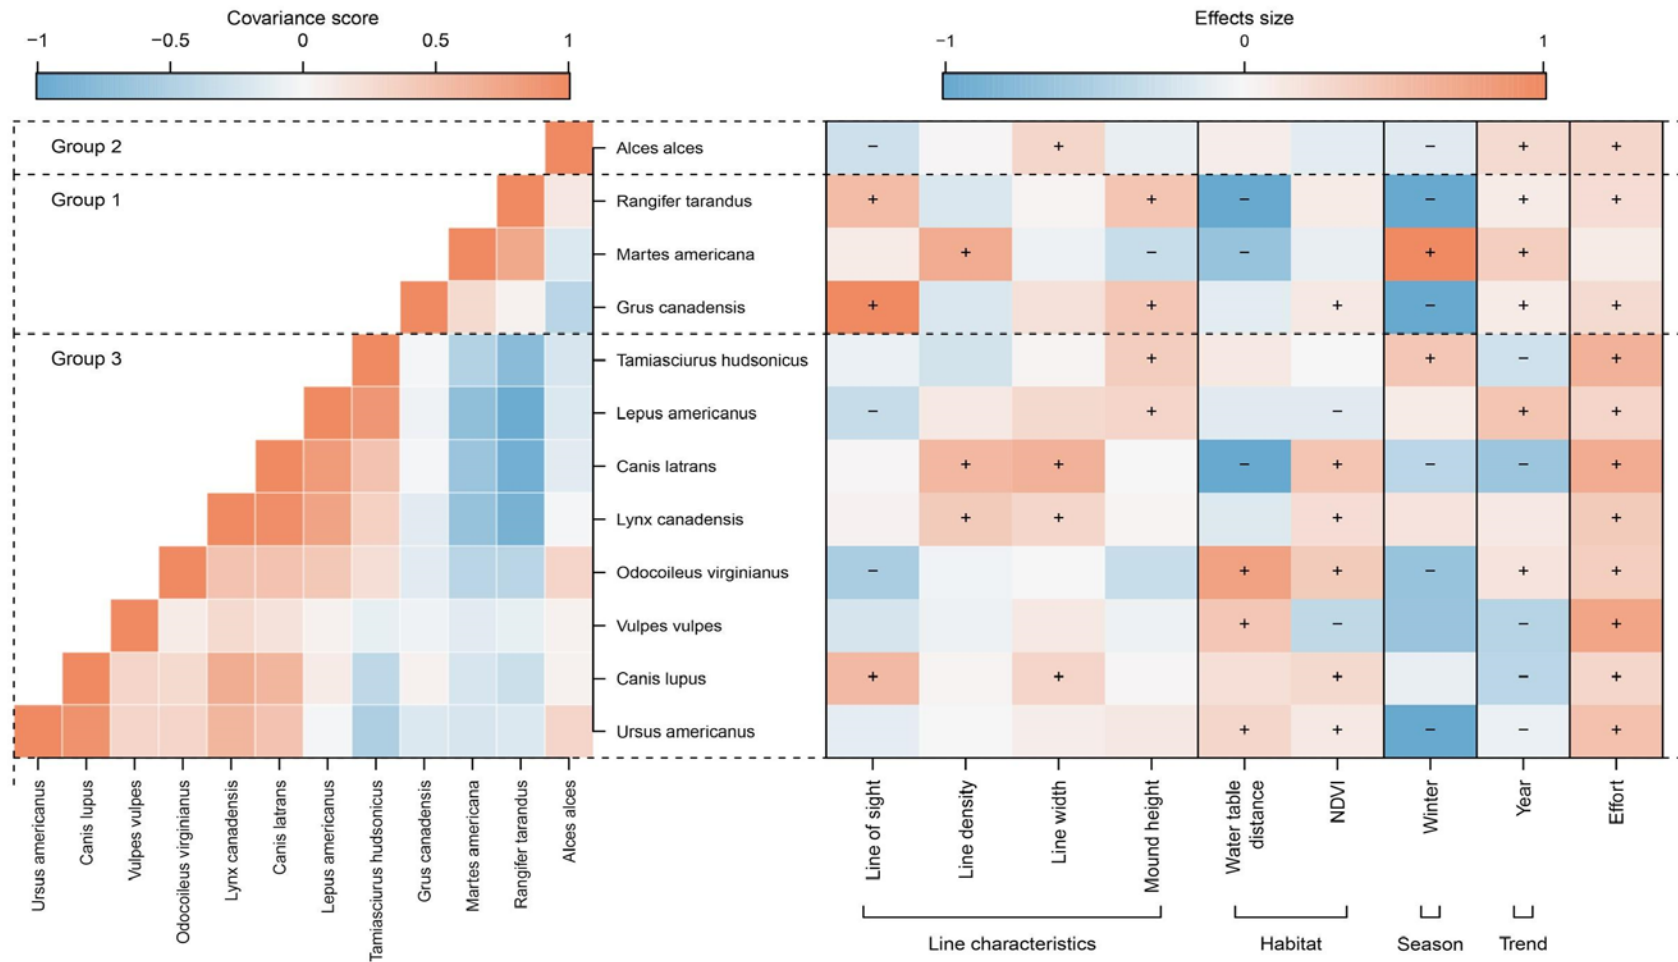 Covariance score
−1 −0.5 0 0.5 1
Effects size
−1 0 1
Group 2
Group 1
Group 3
Alces alces − + − + +
Rangifer tarandus + + − − + +
Martes americana + − − + +
Grus canadensis + + + − + +
Tamiasciurus hudsonicus + + − +
Lepus americanus − + − + +
Canis latrans + + − + − − +
Lynx canadensis + + + +
Odocoileus virginianus − + + − + +
Vulpes vulpes + − − +
Canis lupus + + + − +
Ursus americanus + + − − +
Ursus americanus
Canis lupus
Vulpes vulpes
Odocoileus virginianus
Lynx canadensis
Canis latrans
Lepus americanus
Tamiasciurus hudsonicus
Grus canadensis
Martes americana
Rangifer tarandus
Alces alces
Line of sight
Line density
Line width
Mound height
Water table
distance
NDVI
Winter
Year
Effort
Line characteristics
Habitat
Season
Trend